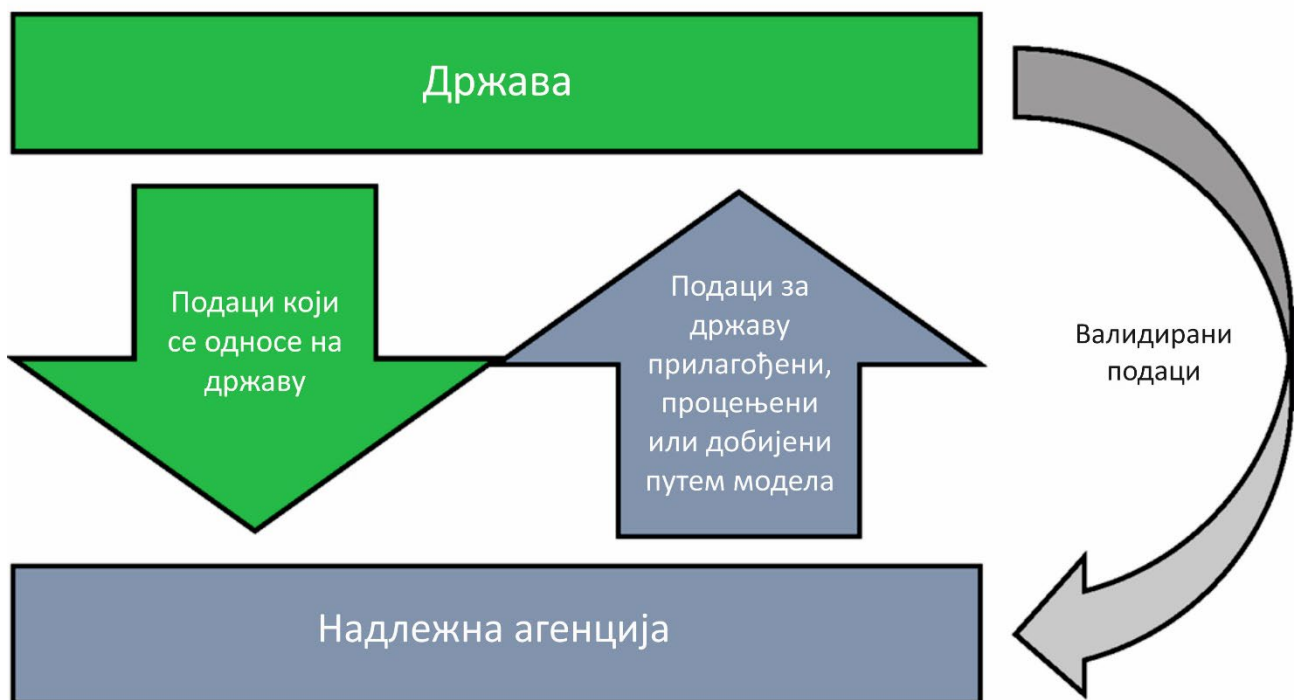 Држава
Подаци који
се односе на
државу
Подаци за
државу
прилагођени,
процењени
или добијени
путем модела
Валидирани
подаци
Надлежна агенција